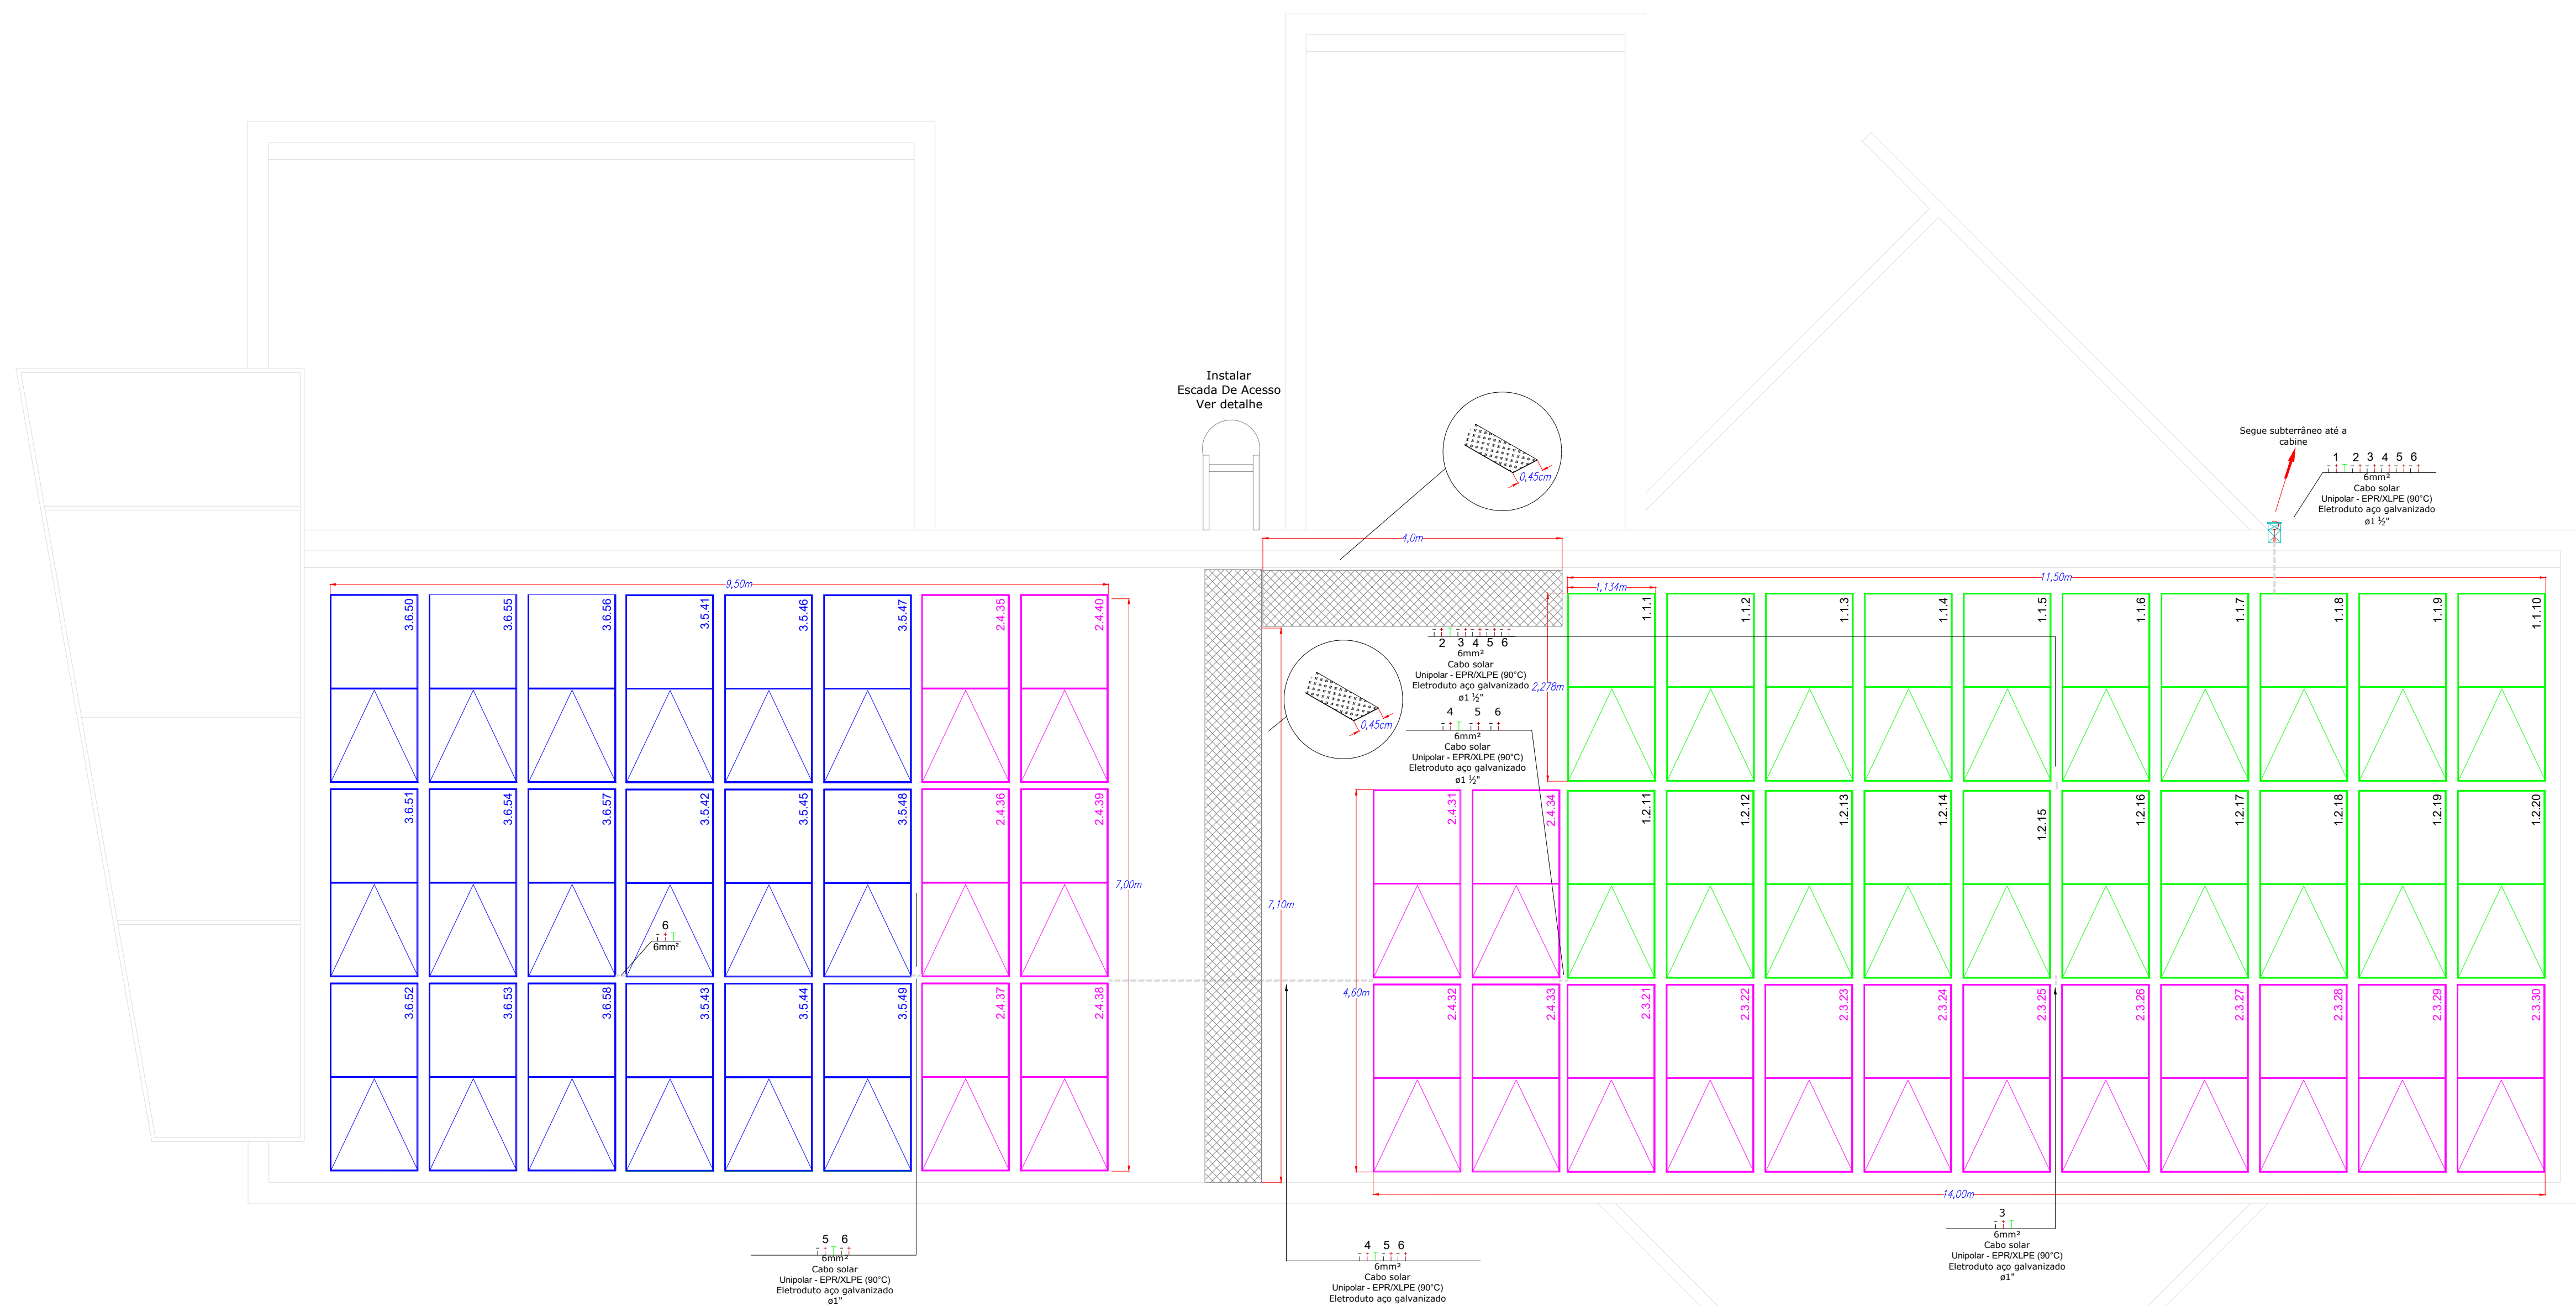 Instalar
Escada De Acesso
Ver detalhe
0,45cm
Segue subterrâneo até a
cabine
1 2 3 4 5 6
6mm²
Cabo solar
Unipolar - EPR/XLPE (90°C)
Eletroduto aço galvanizado
ø1 ½"
4,0m
9,50m
11,50m
1,134m
3.6.50
3.6.55
3.6.56
3.5.41
3.5.46
3.5.47
2.4.35
2.4.40
1.1.1
1.1.2
1.1.3
1.1.4
1.1.5
1.1.6
1.1.7
1.1.8
1.1.9
1.1.10
2 3 4 5 6
6mm²
Cabo solar
Unipolar - EPR/XLPE (90°C)
Eletroduto aço galvanizado
ø1 ½"
2,278m
0,45cm
4 5 6
6mm²
Cabo solar
Unipolar - EPR/XLPE (90°C)
Eletroduto aço galvanizado
ø1 ½"
3.6.51
3.6.54
3.6.57
3.5.42
3.5.45
3.5.48
2.4.36
2.4.39
2.4.31
2.4.34
1.2.11
1.2.12
1.2.13
1.2.14
1.2.15
1.2.16
1.2.17
1.2.18
1.2.19
1.2.20
7,00m
7,10m
6
6mm²
4,60m
3.6.52
3.6.53
3.6.58
3.5.43
3.5.44
3.5.49
2.4.37
2.4.38
2.4.32
2.4.33
2.3.21
2.3.22
2.3.23
2.3.24
2.3.25
2.3.26
2.3.27
2.3.28
2.3.29
2.3.30
14,00m
5 6
6mm²
Cabo solar
Unipolar - EPR/XLPE (90°C)
Eletroduto aço galvanizado
ø1"
4 5 6
6mm²
Cabo solar
Unipolar - EPR/XLPE (90°C)
Eletroduto aço galvanizado
3
6mm²
Cabo solar
Unipolar - EPR/XLPE (90°C)
Eletroduto aço galvanizado
ø1"